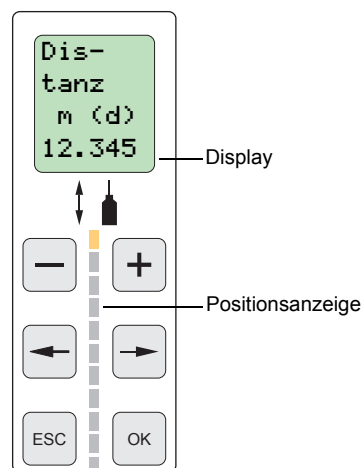 Dis-
tanz
m (d)
12.345
Display
Positionsanzeige
ESC OK